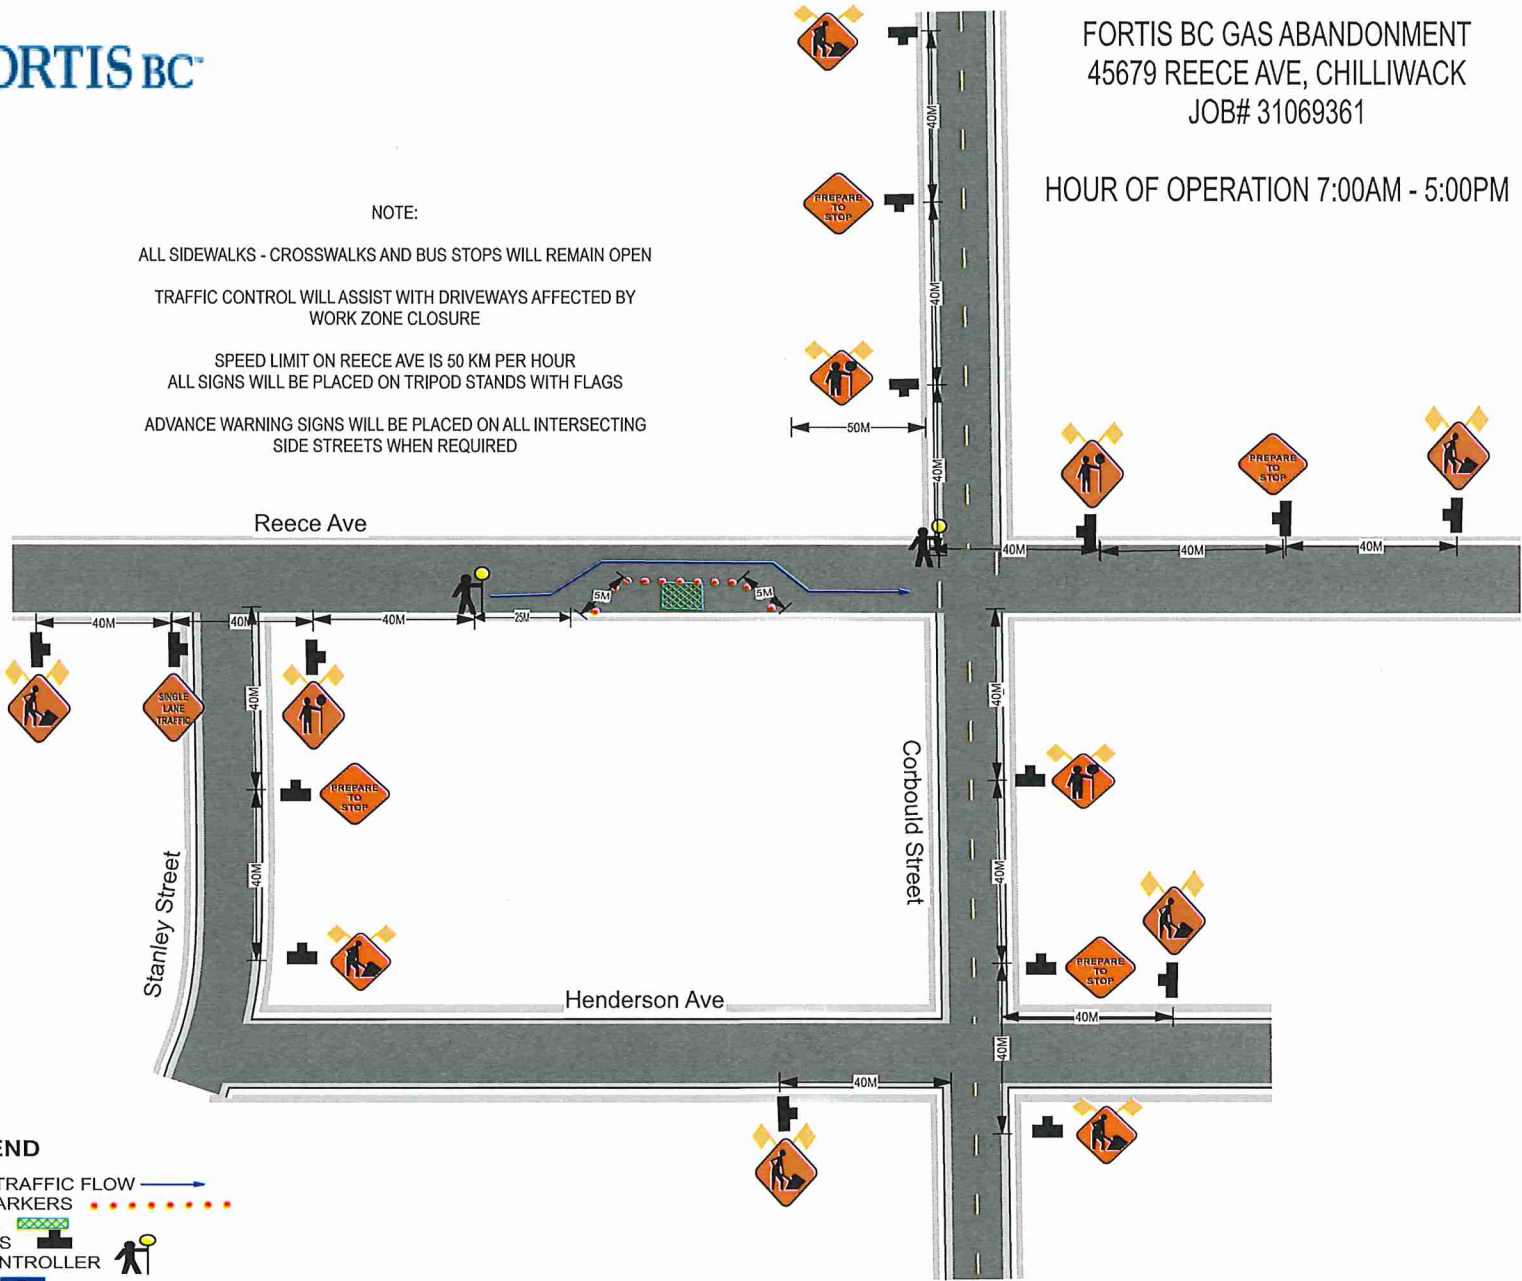 ORTIS BC™
FORTIS BC GAS ABANDONMENT
45679 REECE AVE, CHILLIWACK
JOB# 31069361
HOUR OF OPERATION 7:00AM - 5:00PM
NOTE:
ALL SIDEWALKS - CROSSWALKS AND BUS STOPS WILL REMAIN OPEN
TRAFFIC CONTROL WILL ASSIST WITH DRIVEWAYS AFFECTED BY
WORK ZONE CLOSURE
SPEED LIMIT ON REECE AVE IS 50 KM PER HOUR
ALL SIGNS WILL BE PLACED ON TRIPOD STANDS WITH FLAGS
ADVANCE WARNING SIGNS WILL BE PLACED ON ALL INTERSECTING
SIDE STREETS WHEN REQUIRED
40M
PREPARE
TO
STOP
40M
50M
40M
PREPARE
TO
STOP
Reece Ave
40M
40M
40M
5M
5M
40M
40M
40M
25M
SINGLE
LANE
TRAFFIC
40M
40M
PREPARE
TO
STOP
Corbould Street
40M
40M
Stanley Street
PREPARE
TO
STOP
Henderson Ave
40M
40M
40M
END
TRAFFIC FLOW
ARKERS
S
NTROLLER